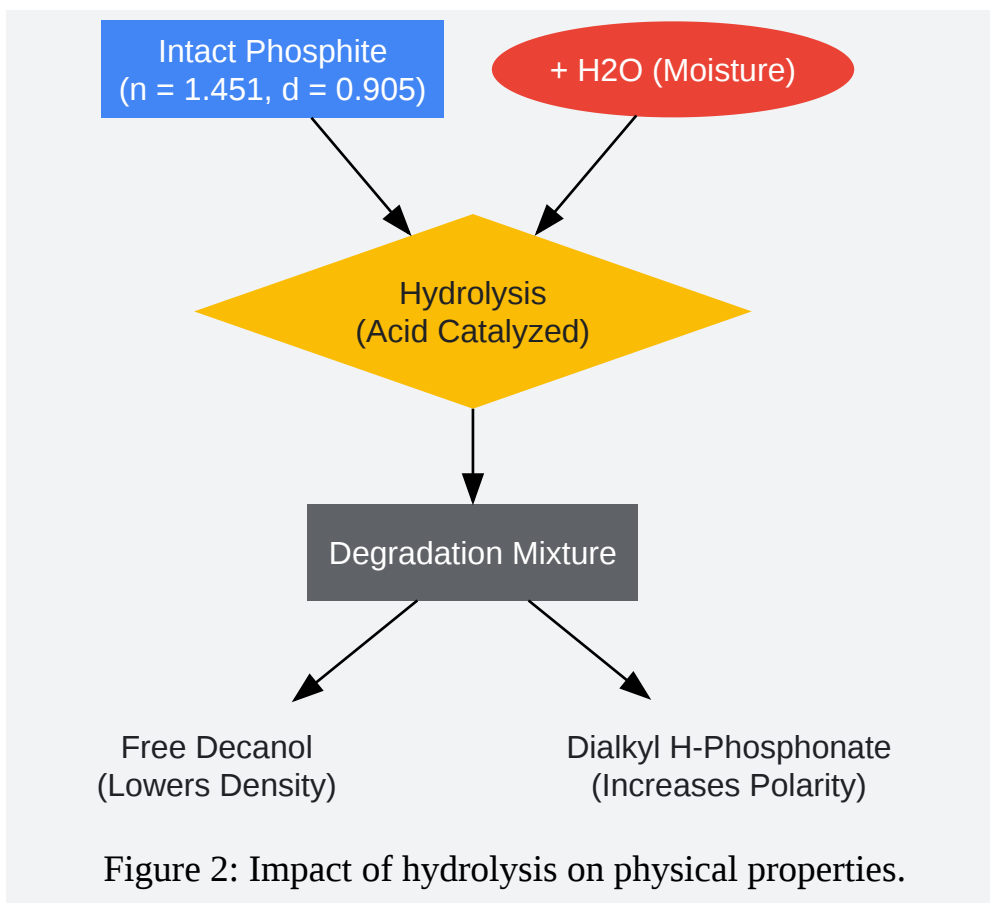 Intact Phosphite
(n = 1.451, d = 0.905)
+ H2O (Moisture)
Hydrolysis
(Acid Catalyzed)
Degradation Mixture
Free Decanol
(Lowers Density)
Dialkyl H-Phosphonate
(Increases Polarity)
Figure 2: Impact of hydrolysis on physical properties.